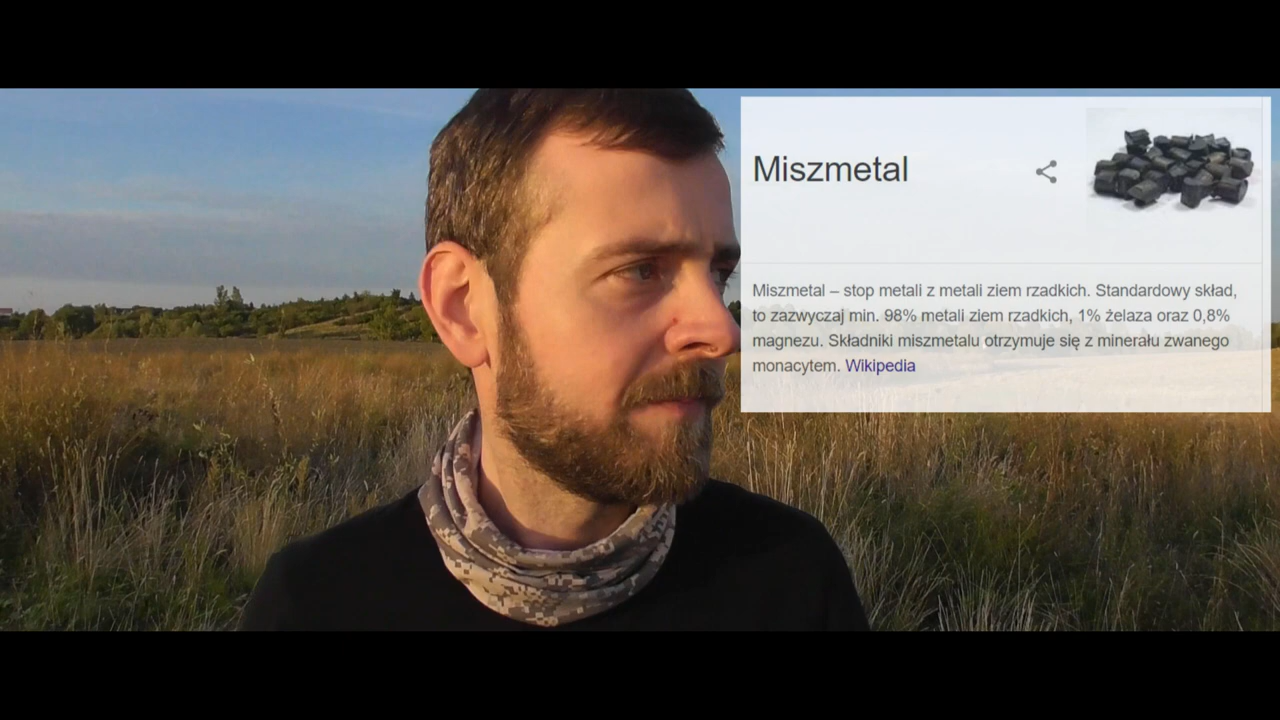 Miszmetal
Miszmetal – stop metali z metali ziem rzadkich. Standardowy skład,
to zazwyczaj min. 98% metali ziem rzadkich, 1% żelaza oraz 0,8%
magnezu. Składniki miszmetalu otrzymuje się z minerału zwanego
monacytem. Wikipedia